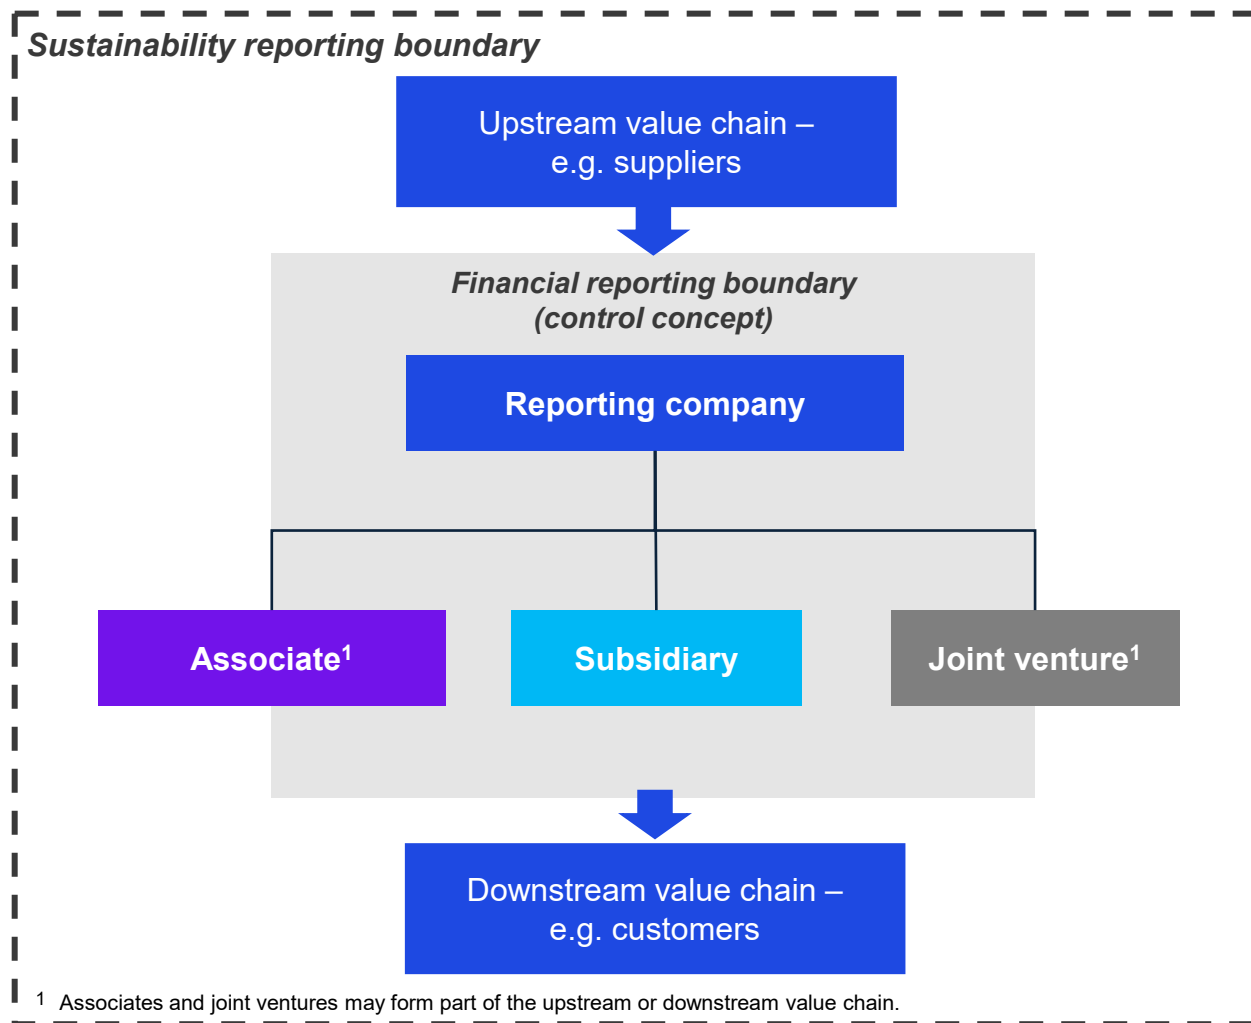 Sustainability reporting boundary
Upstream value chain –
e.g. suppliers
Financial reporting boundary
(control concept)
Reporting company
Associate¹
Subsidiary
Joint venture¹
Downstream value chain –
e.g. customers
¹ Associates and joint ventures may form part of the upstream or downstream value chain.